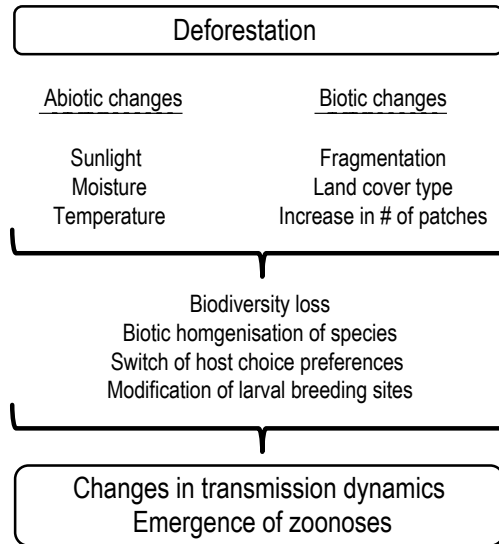 Deforestation
Abiotic changes
Biotic changes
Sunlight
Moisture
Temperature
Fragmentation
Land cover type
Increase in # of patches
Biodiversity loss
Biotic homgenisation of species
Switch of host choice preferences
Modification of larval breeding sites
Changes in transmission dynamics
Emergence of zoonoses